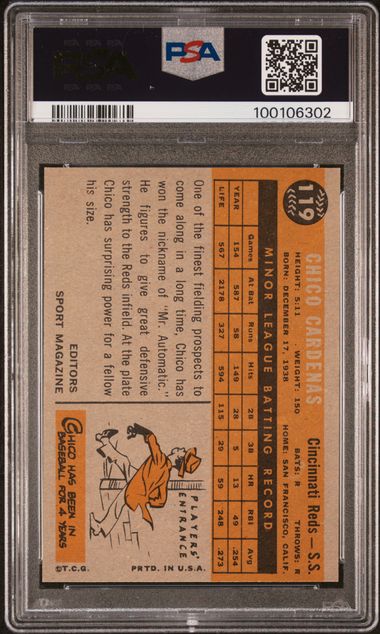 PSA
PSA
100106302
119
CHICO CARDENAS
Cincinnati Reds — S.S.
HEIGHT: 5:11 WEIGHT: 150 BATS: R THROWS: R
BORN: DECEMBER 17, 1938 HOME: SAN FRANCISCO, CALIF.
MINOR LEAGUE BATTING RECORD
Games At Bat Runs Hits 2B 3B HR RBI Avg
YEAR 154 587 58 149 28 5 13 49 .254
LIFE 567 2178 327 594 115 29 59 231 .273
One of the finest fielding prospects to
come along in a long time, Chico has
won the nickname of "Mr. Automatic."
He figures to give great defensive
strength to the Reds infield. At the plate
Chico has surprising power for a fellow
his size.
EDITORS
SPORT MAGAZINE
PLAYERS'
ENTRANCE
CHICO HAS BEEN IN
BASEBALL FOR 4 YEARS
©T.C.G. PRTD. IN U.S.A.